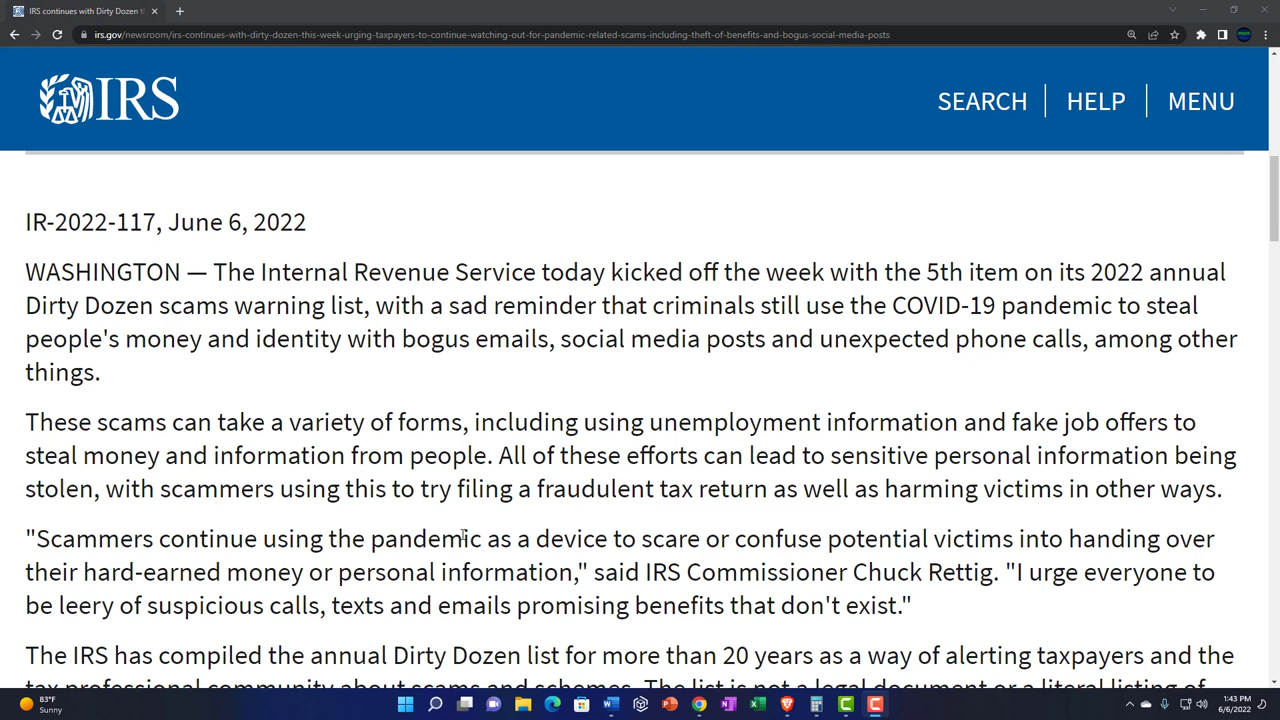 IRS continues with Dirty Dozen t
irs.gov/newsroom/irs-continues-with-dirty-dozen-this-week-urging-taxpayers-to-continue-watching-out-for-pandemic-related-scams-including-theft-of-benefits-and-bogus-social-media-posts
IRS
SEARCH HELP MENU
IR-2022-117, June 6, 2022
WASHINGTON — The Internal Revenue Service today kicked off the week with the 5th item on its 2022 annual
Dirty Dozen scams warning list, with a sad reminder that criminals still use the COVID-19 pandemic to steal
people's money and identity with bogus emails, social media posts and unexpected phone calls, among other
things.
These scams can take a variety of forms, including using unemployment information and fake job offers to
steal money and information from people. All of these efforts can lead to sensitive personal information being
stolen, with scammers using this to try filing a fraudulent tax return as well as harming victims in other ways.
"Scammers continue using the pandemic as a device to scare or confuse potential victims into handing over
their hard-earned money or personal information," said IRS Commissioner Chuck Rettig. "I urge everyone to
be leery of suspicious calls, texts and emails promising benefits that don't exist."
The IRS has compiled the annual Dirty Dozen list for more than 20 years as a way of alerting taxpayers and the
tax professional community about scams and schemes. The list is not a legal document or a literal listing of
83°F
Sunny
1:43 PM
6/6/2022